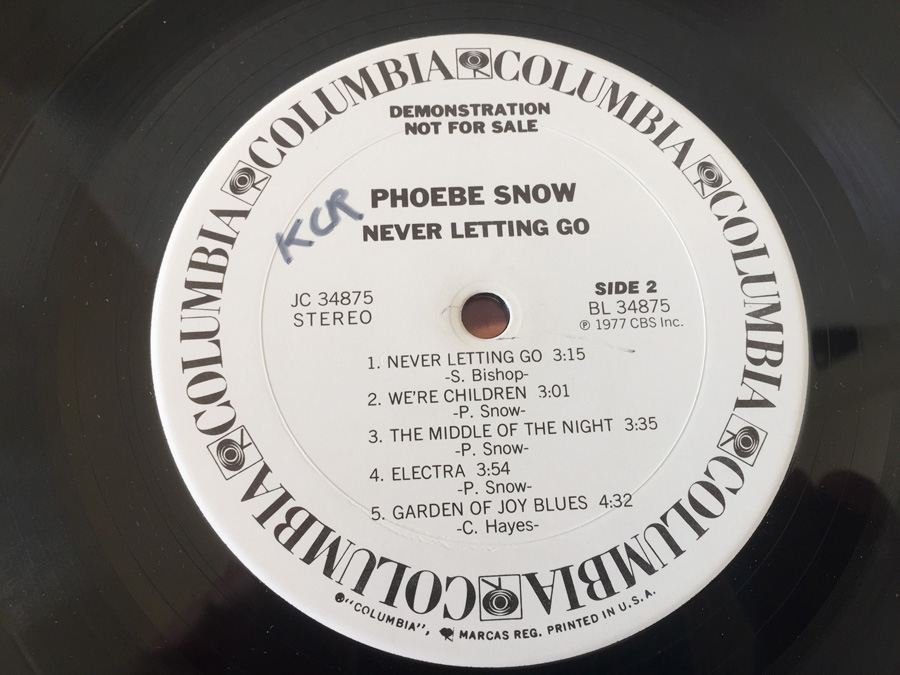 COLUMBIA COLUMBIA COLUMBIA COLUMBIA COLUMBIA COLUMBIA COLUMBIA COLUMBIA
DEMONSTRATION
NOT FOR SALE
KCR
PHOEBE SNOW
NEVER LETTING GO
JC 34875
STEREO
SIDE 2
BL 34875
℗ 1977 CBS Inc.
1. NEVER LETTING GO 3:15
-S. Bishop-
2. WE'RE CHILDREN 3:01
-P. Snow-
3. THE MIDDLE OF THE NIGHT 3:35
-P. Snow-
4. ELECTRA 3:54
-P. Snow-
5. GARDEN OF JOY BLUES 4:32
-C. Hayes-
®"COLUMBIA", MARCAS REG. PRINTED IN U.S.A.